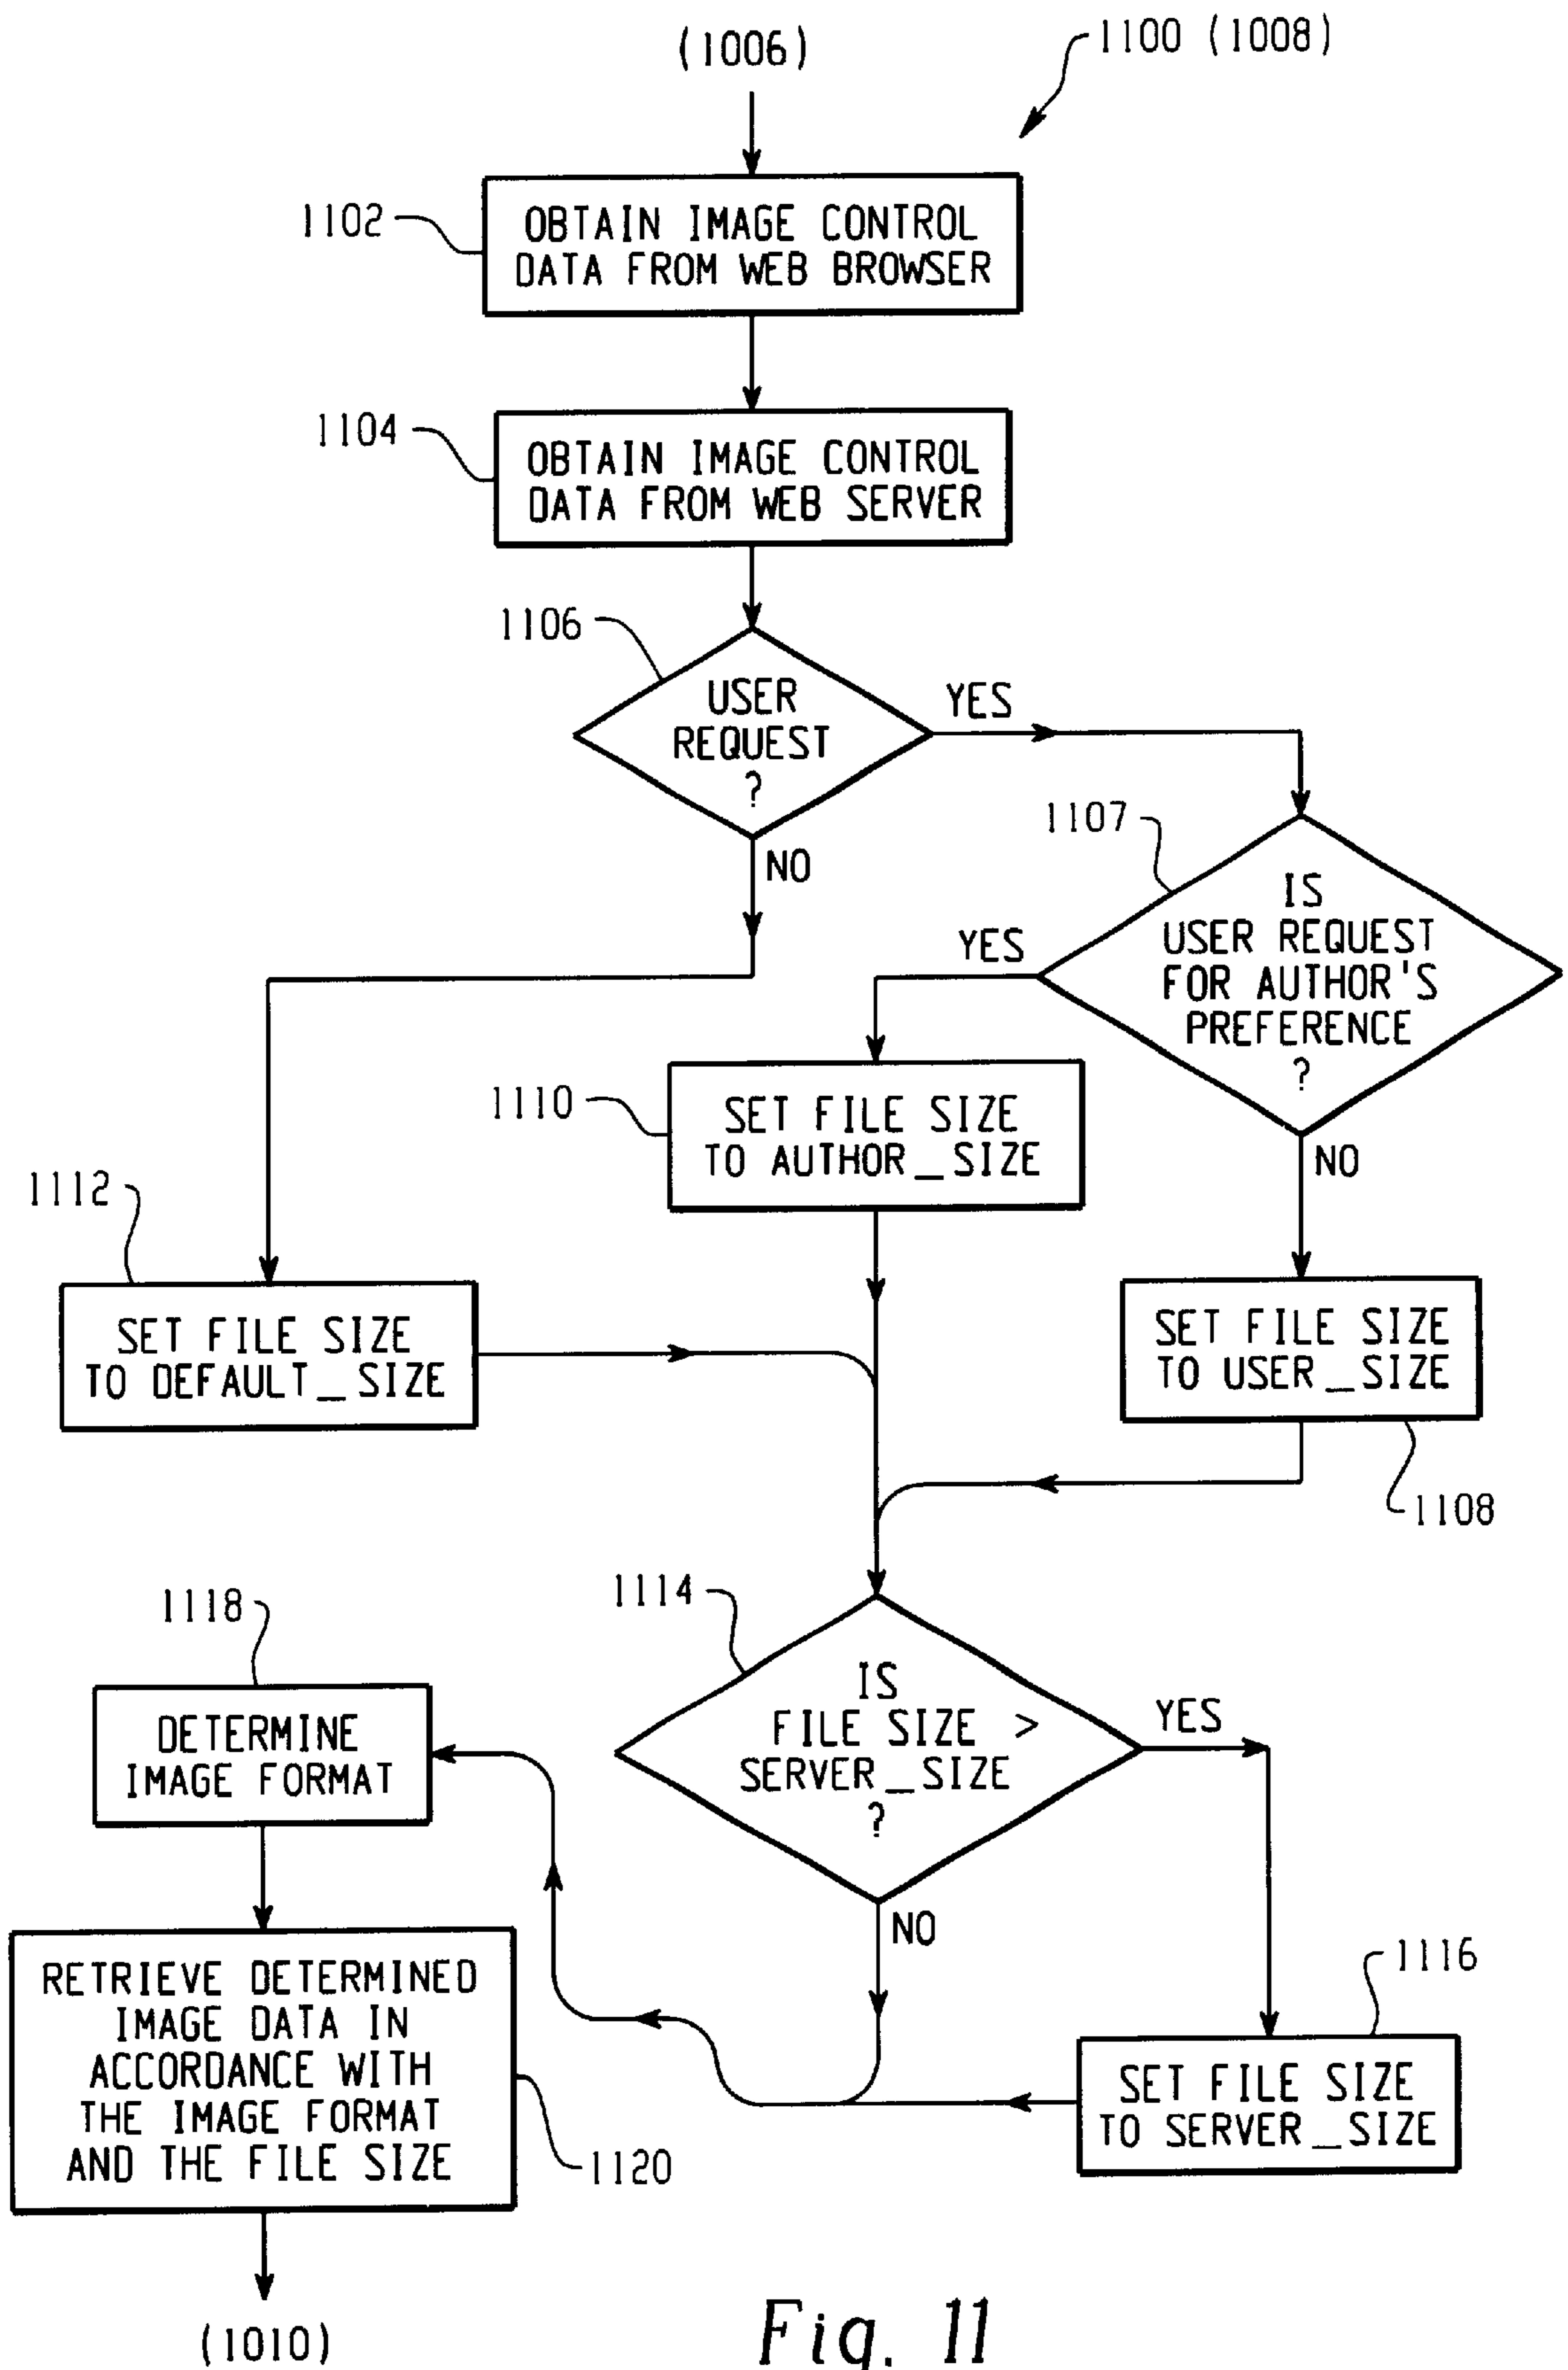 (1006)
1100 (1008)
1102
OBTAIN IMAGE CONTROL
DATA FROM WEB BROWSER
1104
OBTAIN IMAGE CONTROL
DATA FROM WEB SERVER
1106
USER
REQUEST
?
YES
NO
1107
IS
USER REQUEST
FOR AUTHOR'S
PREFERENCE
?
YES
NO
1110
SET FILE SIZE
TO AUTHOR_SIZE
1112
SET FILE SIZE
TO DEFAULT_SIZE
SET FILE SIZE
TO USER_SIZE
1108
1114
IS
FILE SIZE >
SERVER_SIZE
?
YES
NO
1118
DETERMINE
IMAGE FORMAT
1116
SET FILE SIZE
TO SERVER_SIZE
RETRIEVE DETERMINED
IMAGE DATA IN
ACCORDANCE WITH
THE IMAGE FORMAT
AND THE FILE SIZE
1120
(1010)
Fig. 11